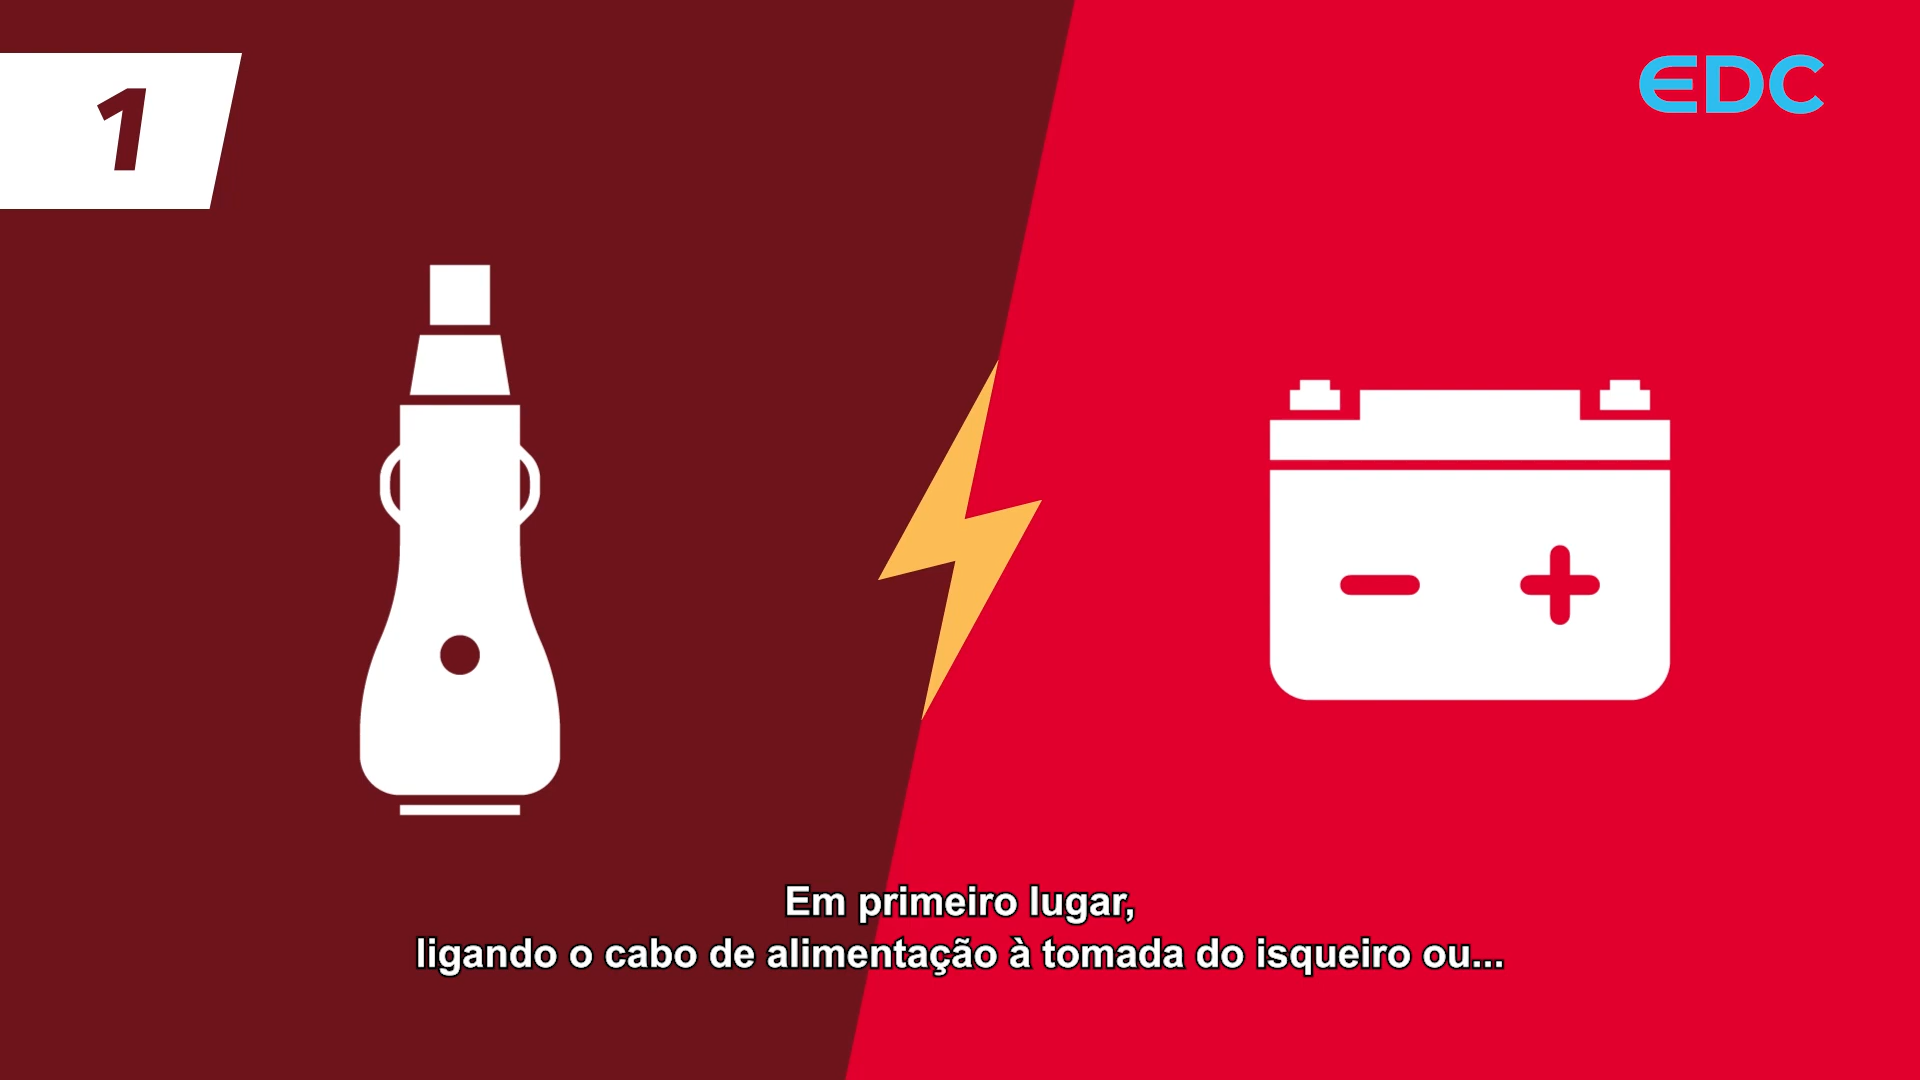 1
EDC
Em primeiro lugar,
ligando o cabo de alimentação à tomada do isqueiro ou...